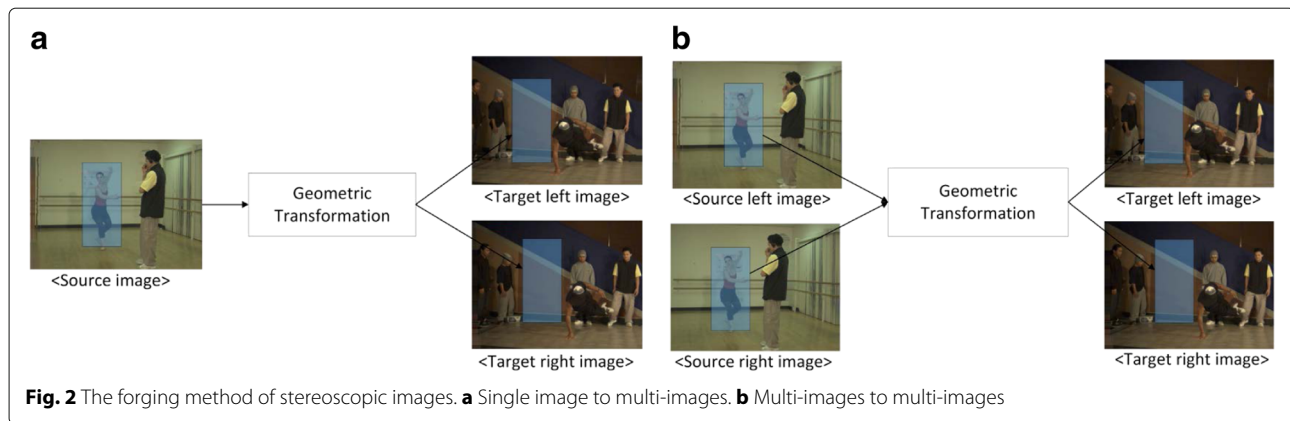 a
<Source image>
Geometric
Transformation
<Target left image>
<Target right image>
b
<Source left image>
<Source right image>
Geometric
Transformation
<Target left image>
<Target right image>
Fig. 2 The forging method of stereoscopic images. a Single image to multi-images. b Multi-images to multi-images